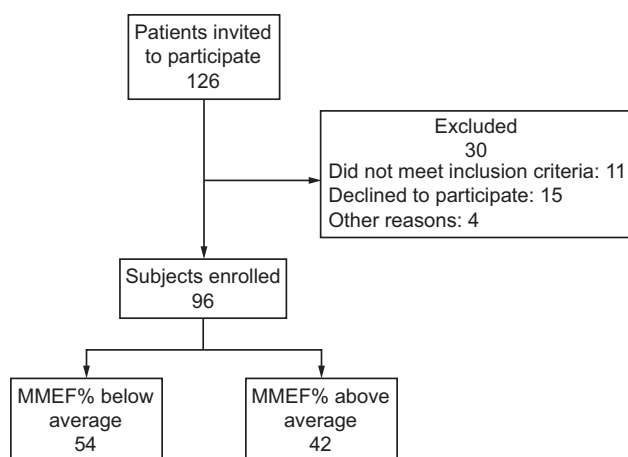 Patients invited
to participate
126
Excluded
30
Did not meet inclusion criteria: 11
Declined to participate: 15
Other reasons: 4
Subjects enrolled
96
MMEF% below
average
54
MMEF% above
average
42